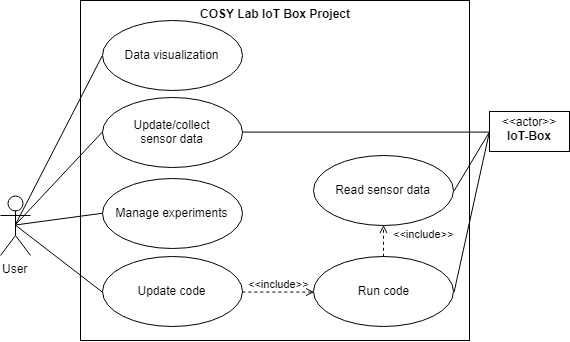 COSY Lab IoT Box Project
Data visualization
Update/collect
sensor data
<<actor>>
IoT-Box
Read sensor data
Manage experiments
<<include>>
User
Update code
<<include>>
Run code